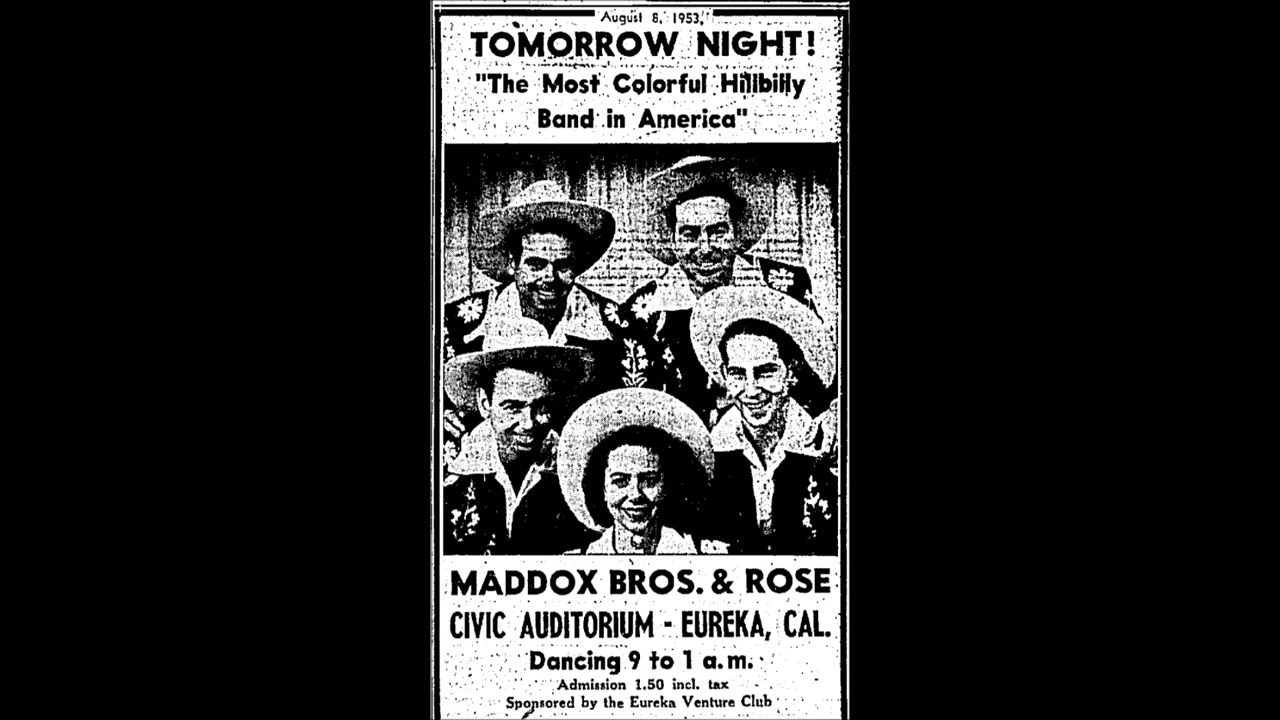 August 8, 1953,
TOMORROW NIGHT!
"The Most Colorful Hillbilly
Band in America"
MADDOX BROS. & ROSE
CIVIC AUDITORIUM - EUREKA, CAL.
Dancing 9 to 1 a.m.
Admission 1.50 incl. tax
Sponsored by the Eureka Venture Club